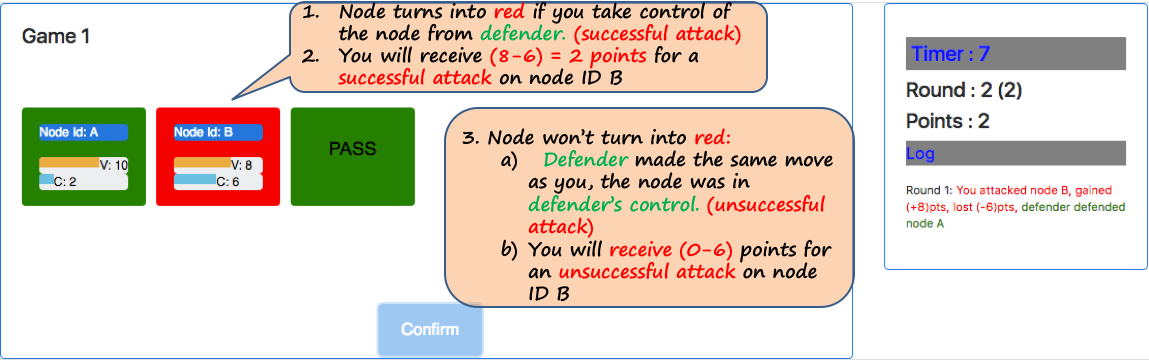 Game 1
1. Node turns into red if you take control of
the node from defender. (successful attack)
2. You will receive (8-6) = 2 points for a
successful attack on node ID B
Node Id: A
V: 10
C: 2
Node Id: B
V: 8
C: 6
PASS
3. Node won't turn into red:
a) Defender made the same move
as you, the node was in
defender's control. (unsuccessful
attack)
b) You will receive (0-6) points for
an unsuccessful attack on node
ID B
Confirm
Timer : 7
Round : 2 (2)
Points : 2
Log
Round 1: You attacked node B, gained
(+8)pts, lost (-6)pts, defender defended
node A